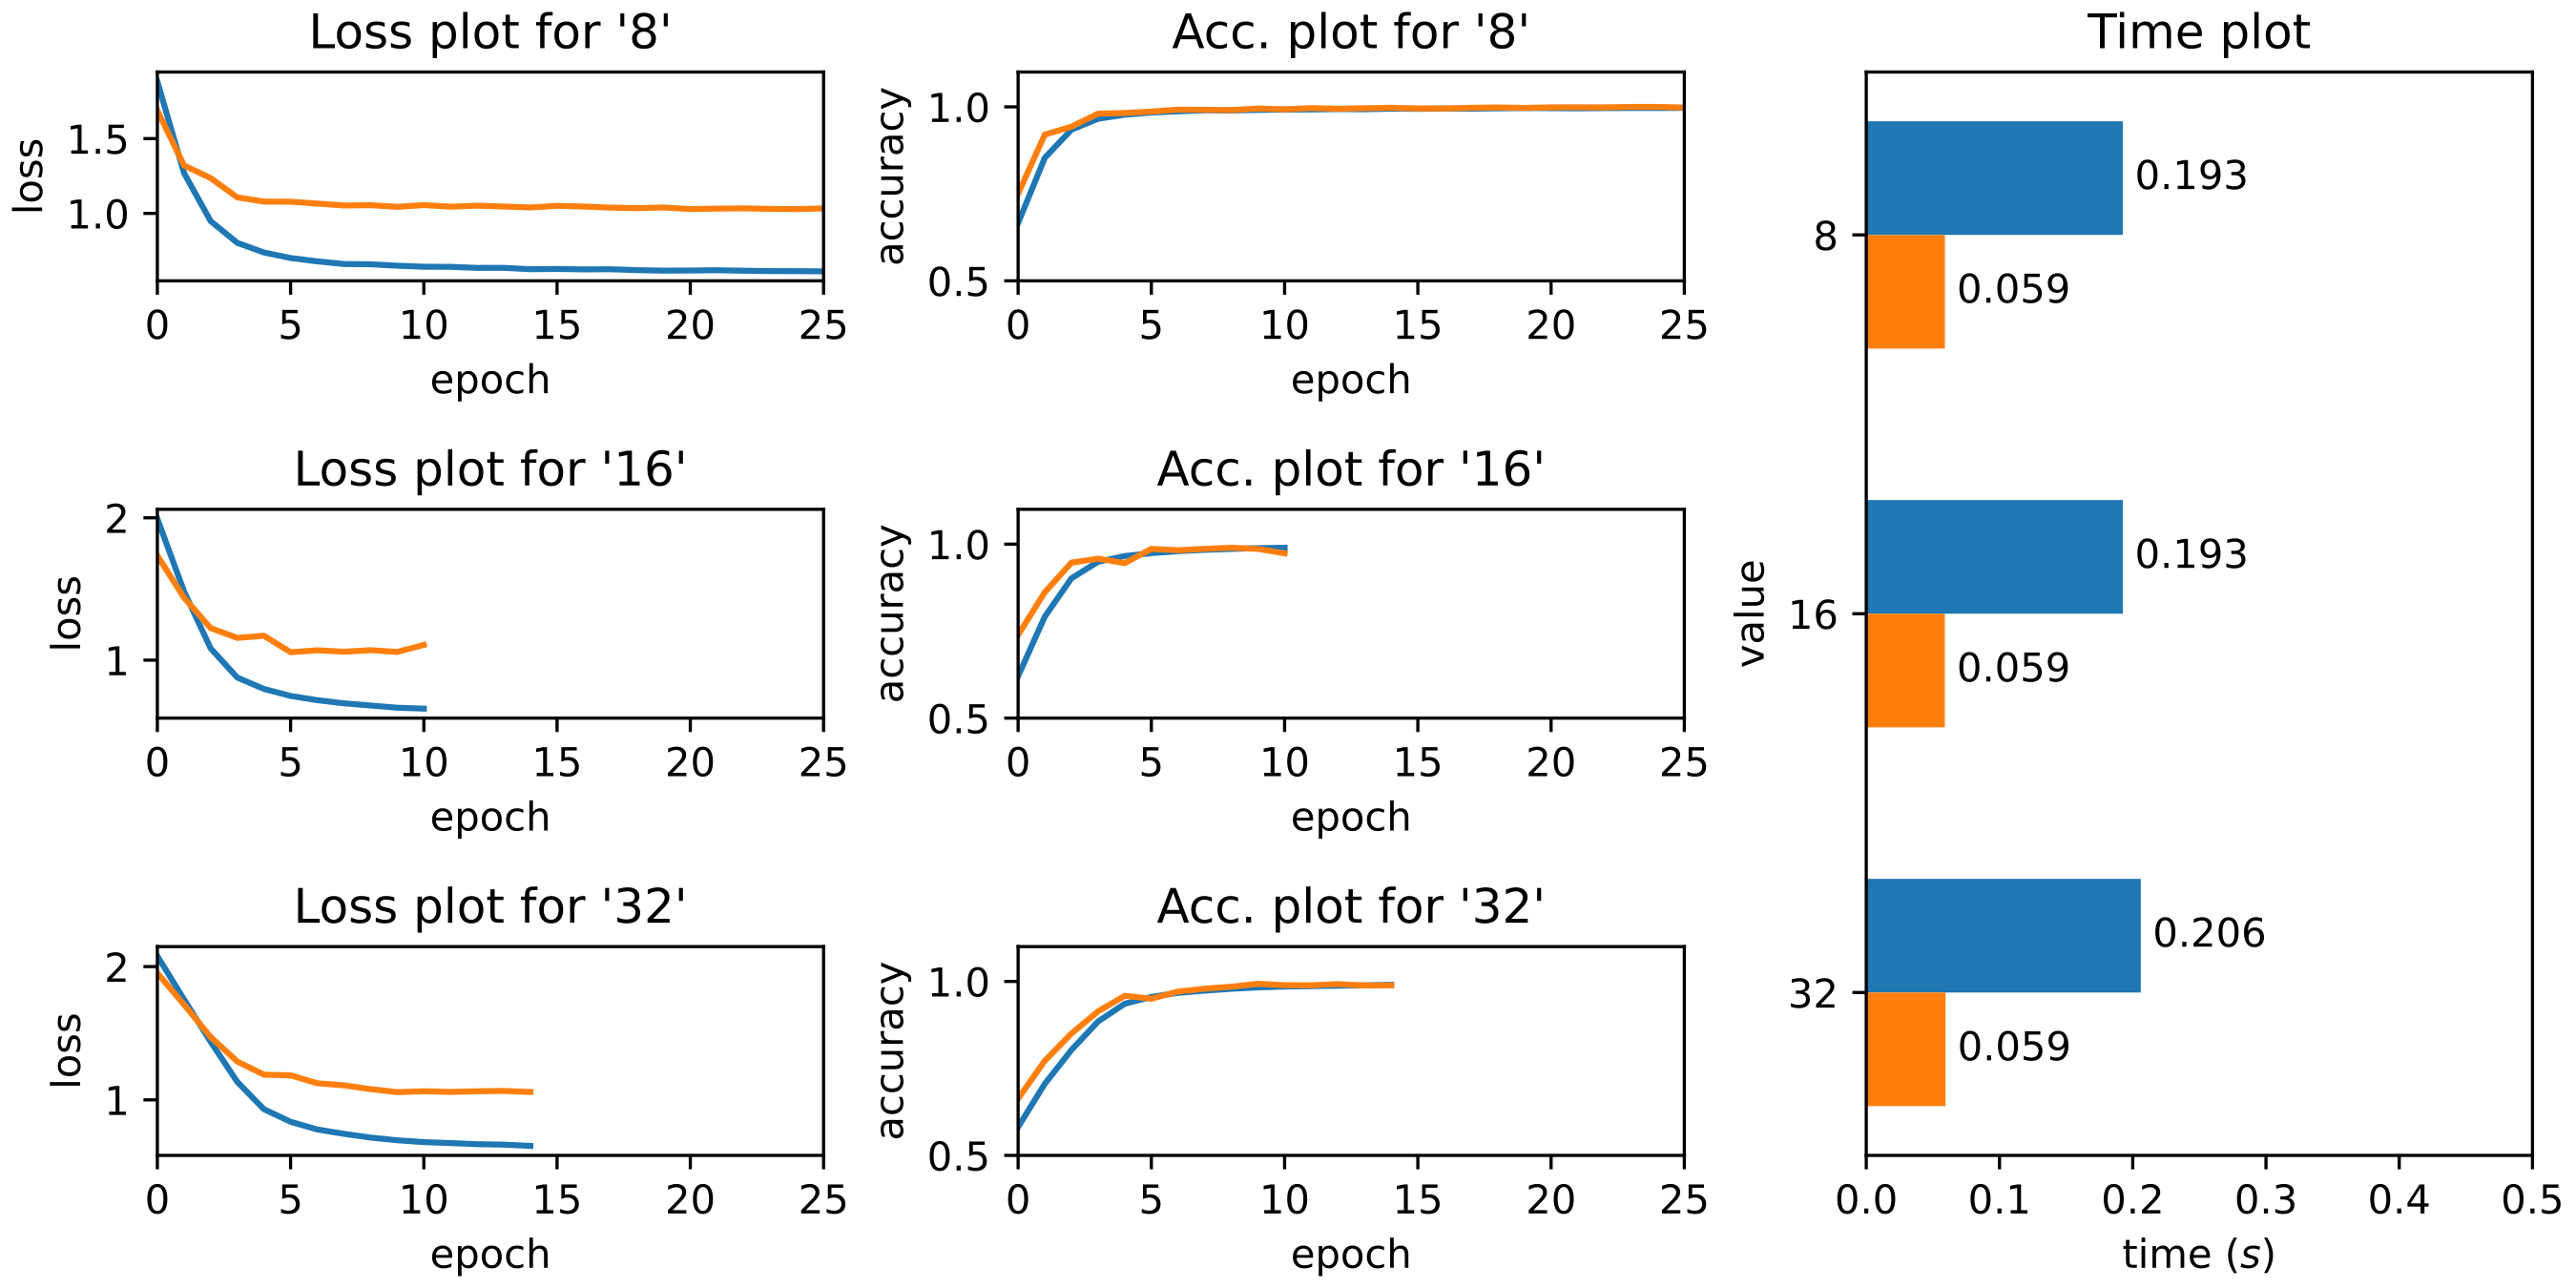 Loss plot for '8'
loss
1.5
1.0
0 5 10 15 20 25
epoch
Acc. plot for '8'
accuracy
1.0
0.5
0 5 10 15 20 25
epoch
Loss plot for '16'
loss
2
1
0 5 10 15 20 25
epoch
Acc. plot for '16'
accuracy
1.0
0.5
0 5 10 15 20 25
epoch
Loss plot for '32'
loss
2
1
0 5 10 15 20 25
epoch
Acc. plot for '32'
accuracy
1.0
0.5
0 5 10 15 20 25
epoch
Time plot
value
8
0.193
0.059
16
0.193
0.059
32
0.206
0.059
0.0 0.1 0.2 0.3 0.4 0.5
time (s)